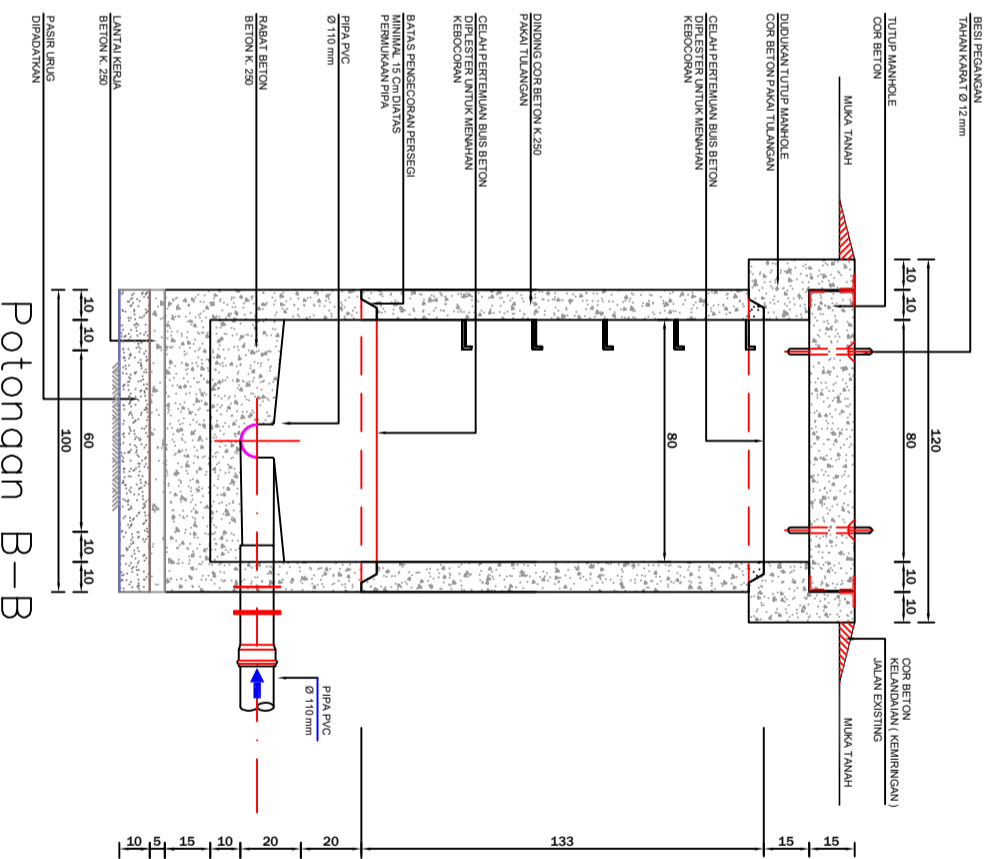 BESI PEGANGAN
TAHAN KARAT Ø 12 mm
TUTUP MANHOLE
COR BETON
MUKA TANAH
DUDUKAN TUTUP MANHOLE
COR BETON PAKAI TULANGAN
CELAH PERTEMUAN BUIS BETON
DIPLESTER UNTUK MENAHAN
KEBOCORAN
DINDING COR BETON K.250
PAKAI TULANGAN
CELAH PERTEMUAN BUIS BETON
DIPLESTER UNTUK MENAHAN
KEBOCORAN
BATAS PENGECORAN PERSEGI
MINIMAL 15 Cm DIATAS
PERMUKAAN PIPA
PIPA PVC
Ø 110 mm
RABAT BETON
BETON K. 250
LANTAI KERJA
BETON K. 250
PASIR URUG
DIPADATKAN
120
10
10
80
10
10
80
COR BETON
KELANDAIAN ( KEMIRINGAN )
JALAN EXISTING
MUKA TANAH
PIPA PVC
Ø 110 mm
10
10
60
10
10
100
10
5
15
10
20
20
133
15
15
Potongan B-B